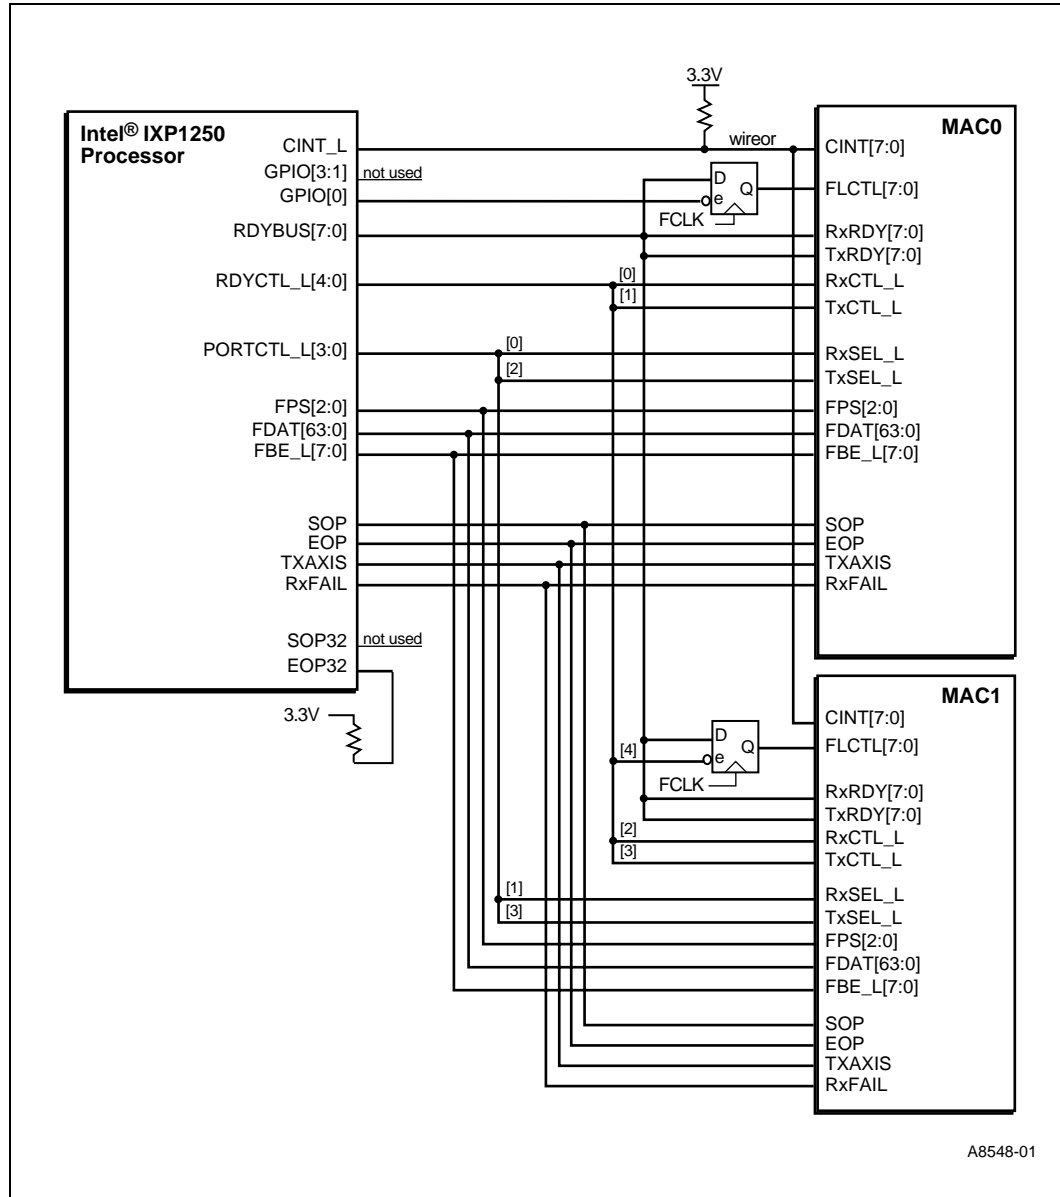 3.3V
Intel® IXP1250
Processor
CINT_L
GPIO[3:1] not used
GPIO[0]
RDYBUS[7:0]
RDYCTL_L[4:0]
PORTCTL_L[3:0]
FPS[2:0]
FDAT[63:0]
FBE_L[7:0]
SOP
EOP
TXAXIS
RxFAIL
SOP32 not used
EOP32
3.3V
wireor
D
Q
e
FCLK
[0]
[1]
[0]
[2]
MAC0
CINT[7:0]
FLCTL[7:0]
RxRDY[7:0]
TxRDY[7:0]
RxCTL_L
TxCTL_L
RxSEL_L
TxSEL_L
FPS[2:0]
FDAT[63:0]
FBE_L[7:0]
SOP
EOP
TXAXIS
RxFAIL
D
Q
[4]
e
FCLK
[2]
[3]
[1]
[3]
MAC1
CINT[7:0]
FLCTL[7:0]
RxRDY[7:0]
TxRDY[7:0]
RxCTL_L
TxCTL_L
RxSEL_L
TxSEL_L
FPS[2:0]
FDAT[63:0]
FBE_L[7:0]
SOP
EOP
TXAXIS
RxFAIL
A8548-01